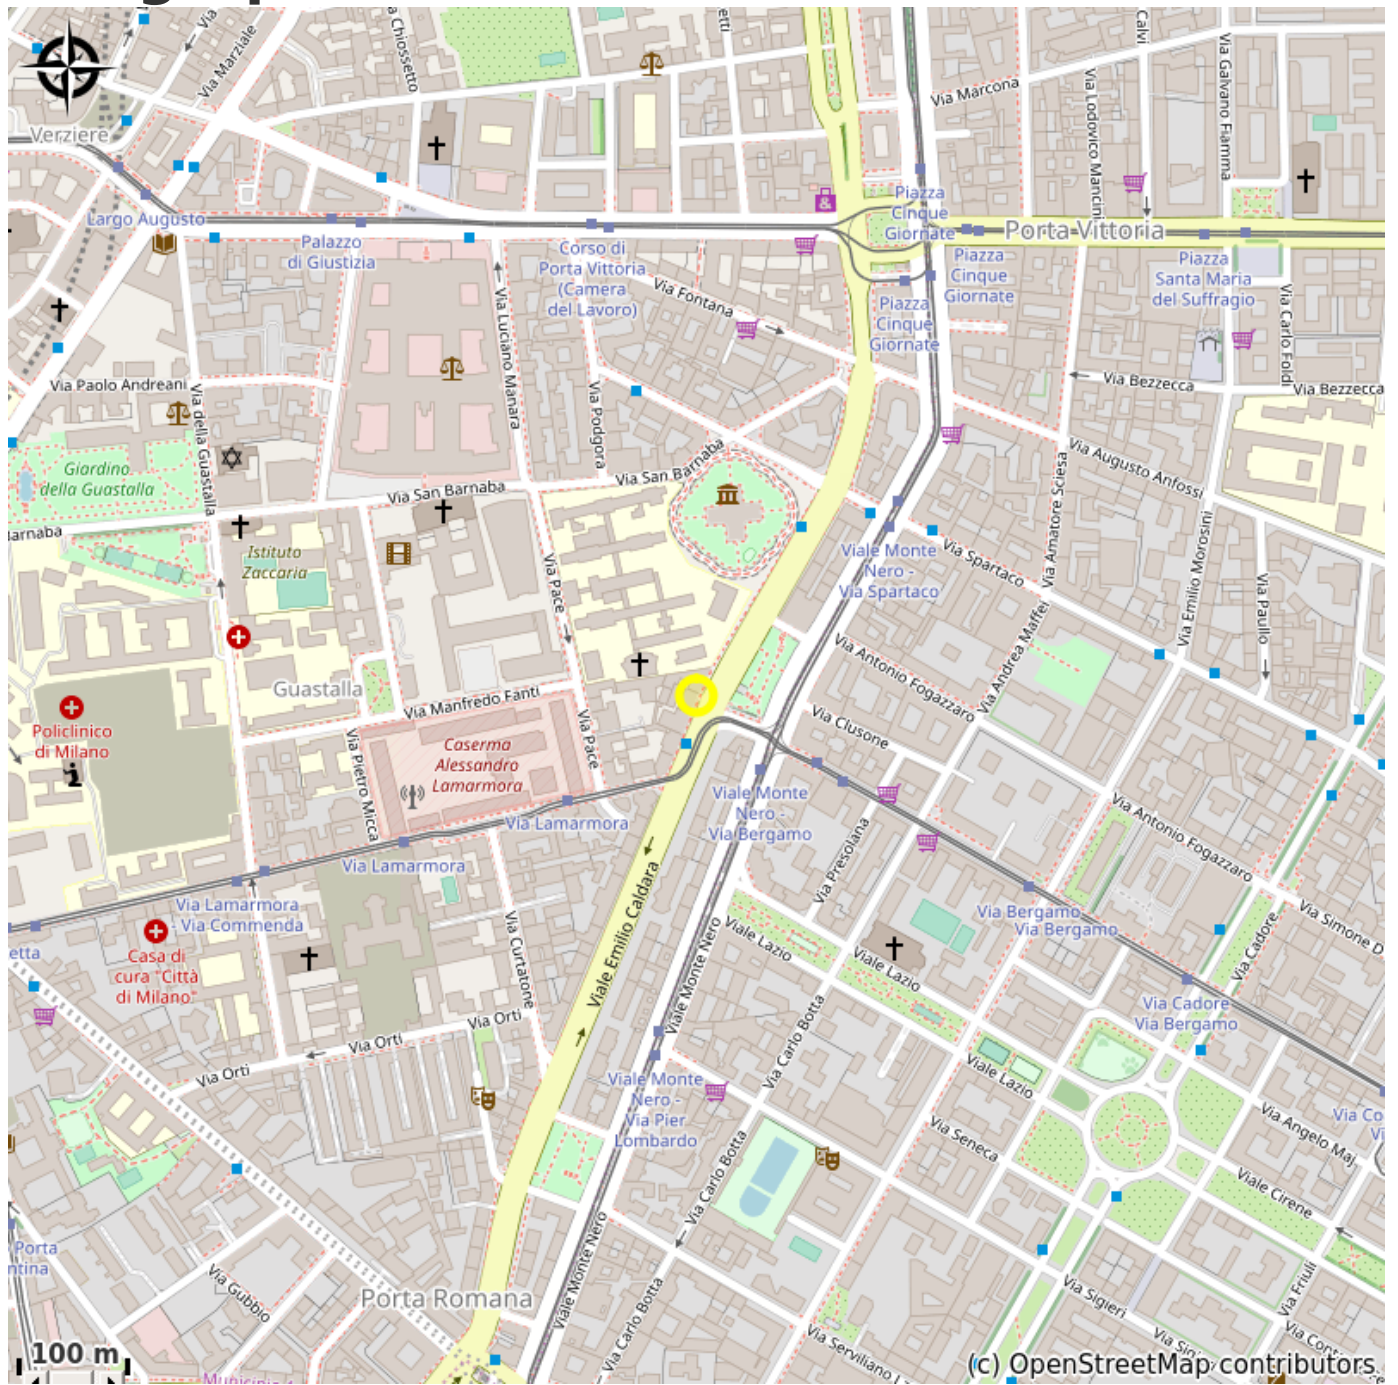 Via Marziale
Verziere
Largo Augusto
Palazzo
di Giustizia
Corso di
Porta Vittoria
(Camera
del Lavoro)
Via Marcona
Calvi
Via Lodovico Mancini
Via Galvano Fiamma
Piazza
Cinque
Giornate
Porta Vittoria
Piazza
Cinque
Giornate
Piazza
Santa Maria
del Suffragio
Piazza
Cinque
Giornate
Via Carlo Foldi
Via Fontana
Via Luciano Manara
Via Podgora
Via Paolo Andreani
Via della Guastalla
Via Bezzecca
Via Bezzecca
Giardino
della Guastalla
Via San Barnaba
Via San Barnaba
Via Augusto Anfossi
Via Amatore Sciesa
Via Emilio Morosini
Via Paullo
Istituto
Zaccaria
Via Pace
Viale Monte
Nero -
Via Spartaco
Via Spartaco
Via Andrea Maffei
Via Antonio Fogazzaro
Via Clusone
Guastalla
Via Manfredo Fanti
Via Pace
Policlinico
di Milano
Via Pietro Micca
Caserma
Alessandro
Lamarmora
Via Lamarmora
Via Lamarmora
Via Lamarmora
- Via Commenda
Viale Monte
Nero -
Via Bergamo
Via Presolana
Via Antonio Fogazzaro
Via Simone D
Via Bergamo
Via Bergamo
Via Cadore
Via Cadore -
Via Bergamo
Casa di
cura "Città
di Milano"
Via Curtatone
Viale Emilio Caldara
Viale Monte Nero
Viale Lazio
Viale Lazio
Viale Lazio
Via Carlo Botta
Via Orti
Via Orti
Via Orti
Viale Monte
Nero -
Via Pier
Lombardo
Via Carlo Botta
Via Seneca
Via Angelo Maj
Viale Cirene
Via Friuli
Via Sigieri
Porta Romana
Via Gubbio
Viale Monte Nero
Via Carlo Botta
Via Serviliano
100 m
(c) OpenStreetMap contributors